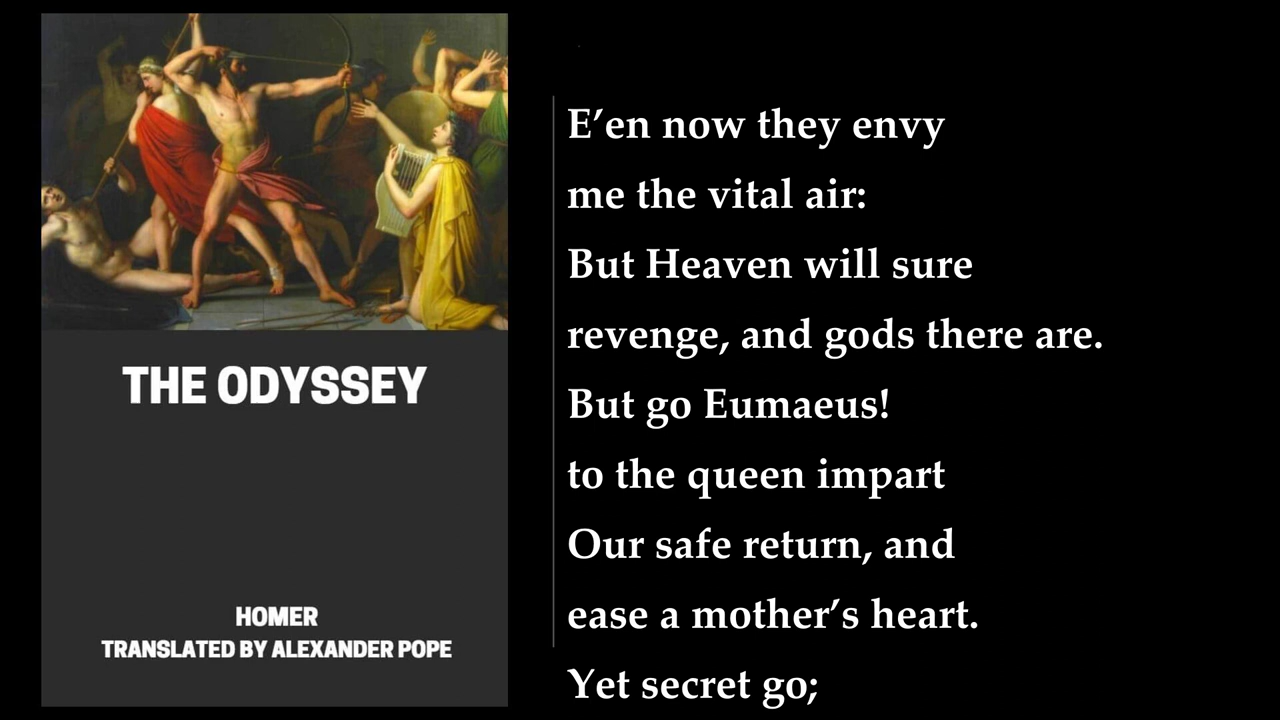 THE ODYSSEY
HOMER
TRANSLATED BY ALEXANDER POPE
E’en now they envy
me the vital air:
But Heaven will sure
revenge, and gods there are.
But go Eumaeus!
to the queen impart
Our safe return, and
ease a mother’s heart.
Yet secret go;